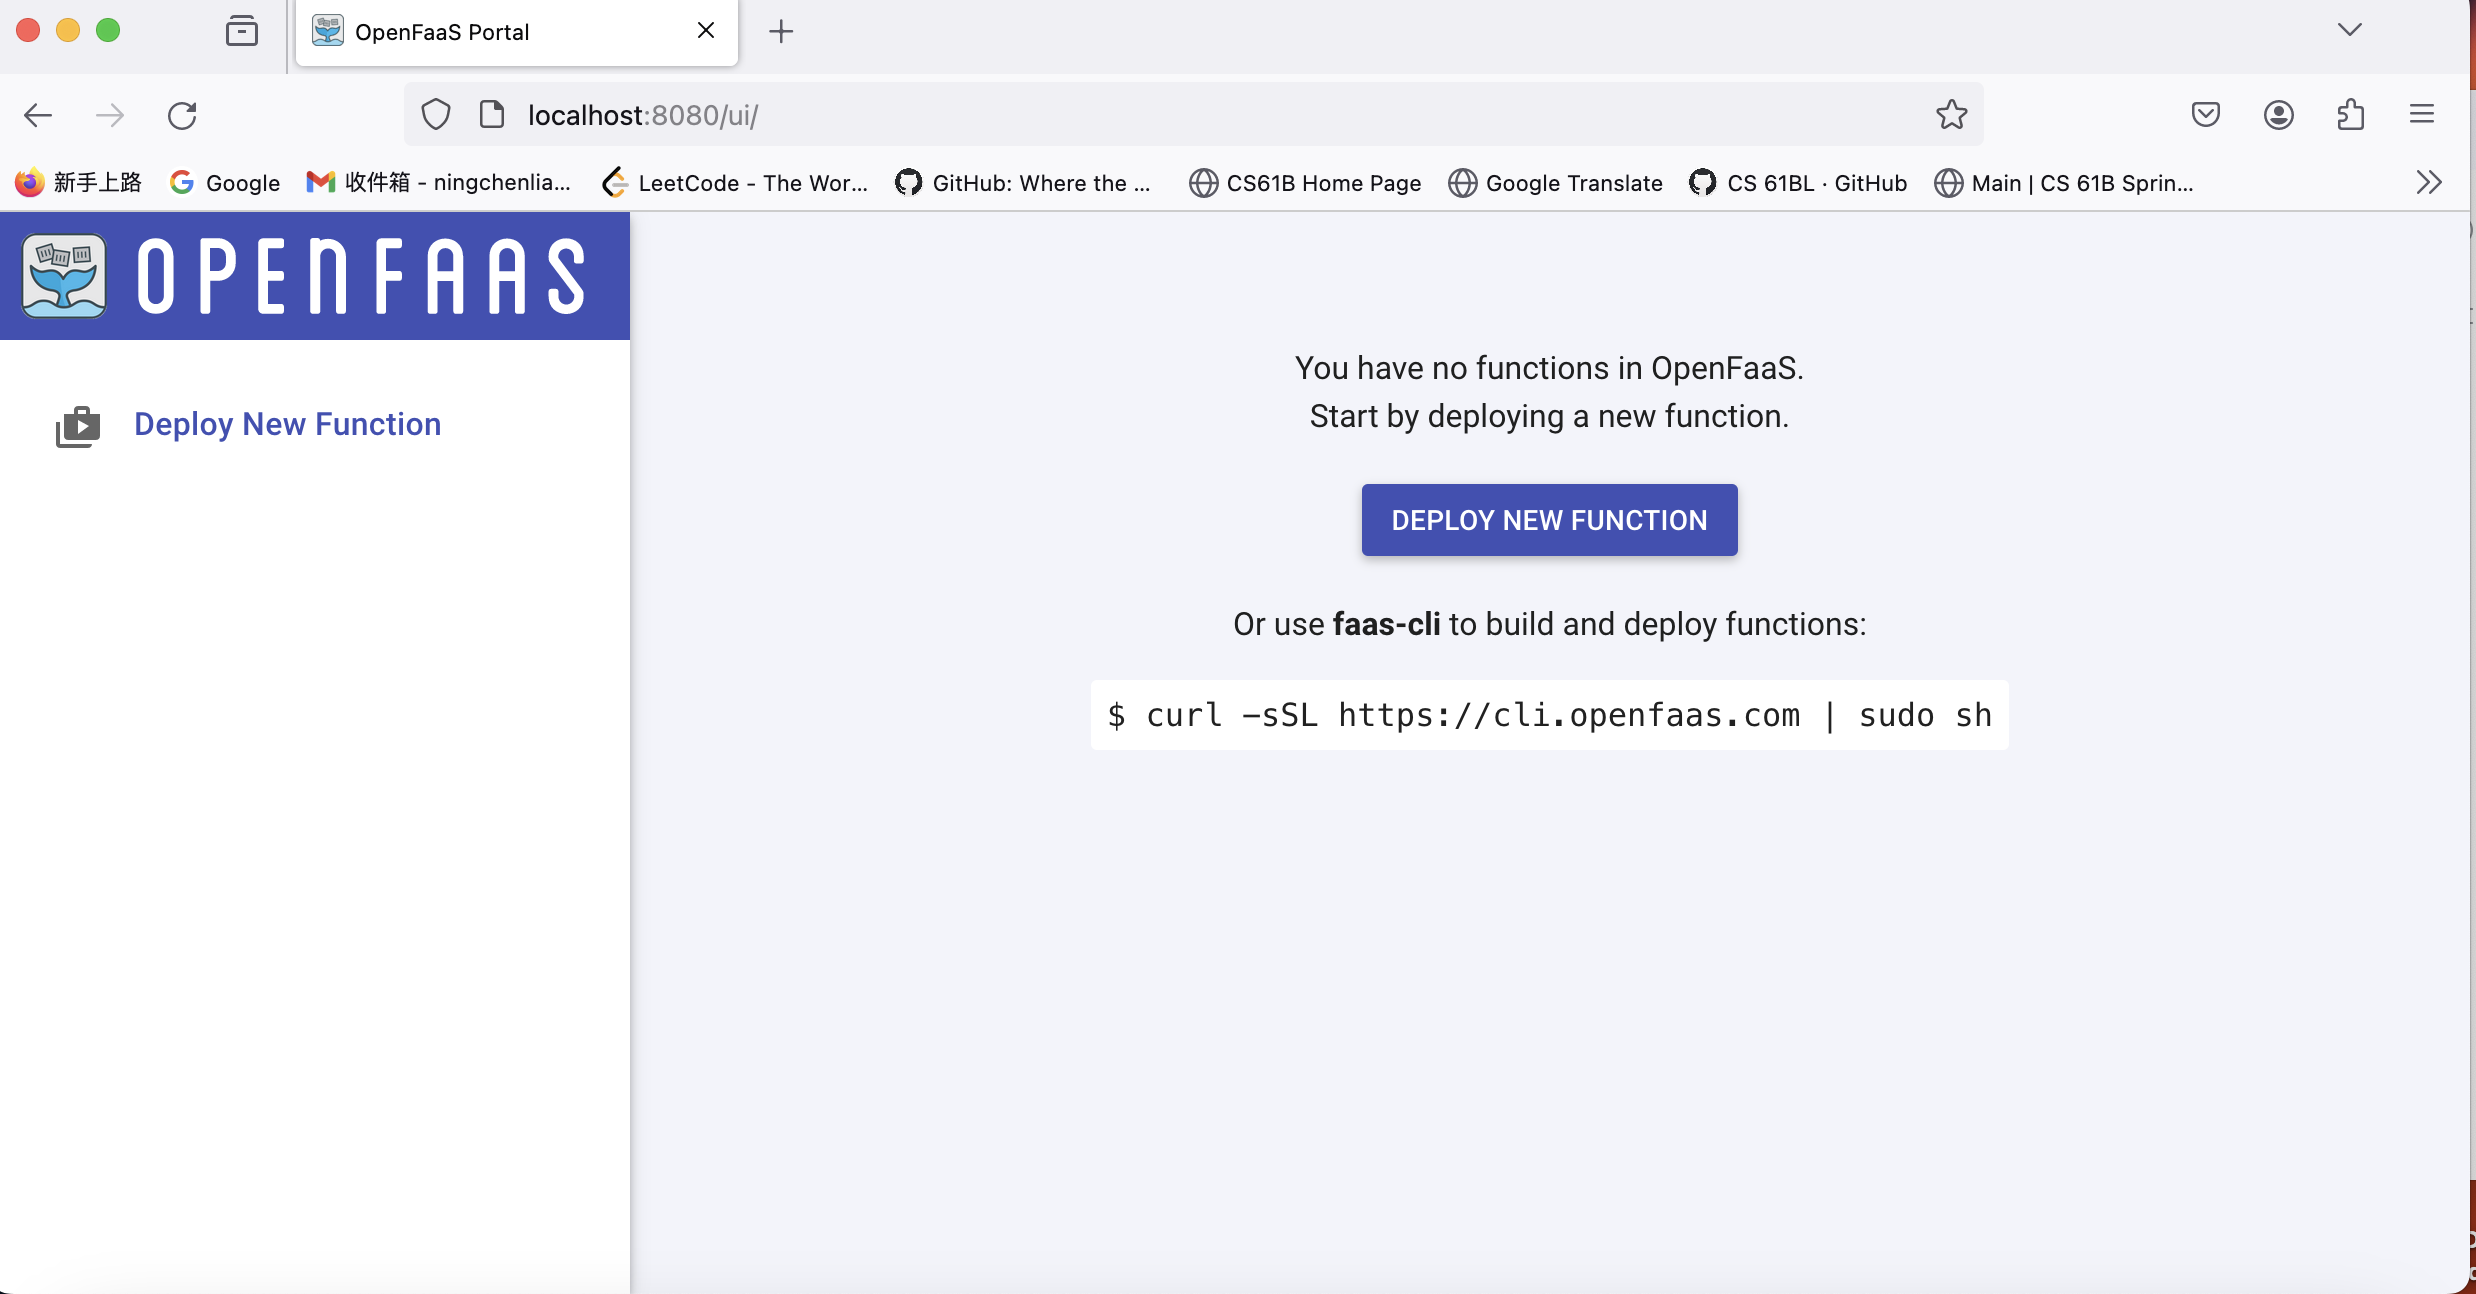 OpenFaaS Portal
localhost:8080/ui/
新手上路 Google 收件箱 - ningchenlia... LeetCode - The Wor... GitHub: Where the ... CS61B Home Page Google Translate CS 61BL · GitHub Main | CS 61B Sprin...
OPENFAAS
Deploy New Function
You have no functions in OpenFaaS.
Start by deploying a new function.
DEPLOY NEW FUNCTION
Or use faas-cli to build and deploy functions:
$ curl -sSL https://cli.openfaas.com | sudo sh